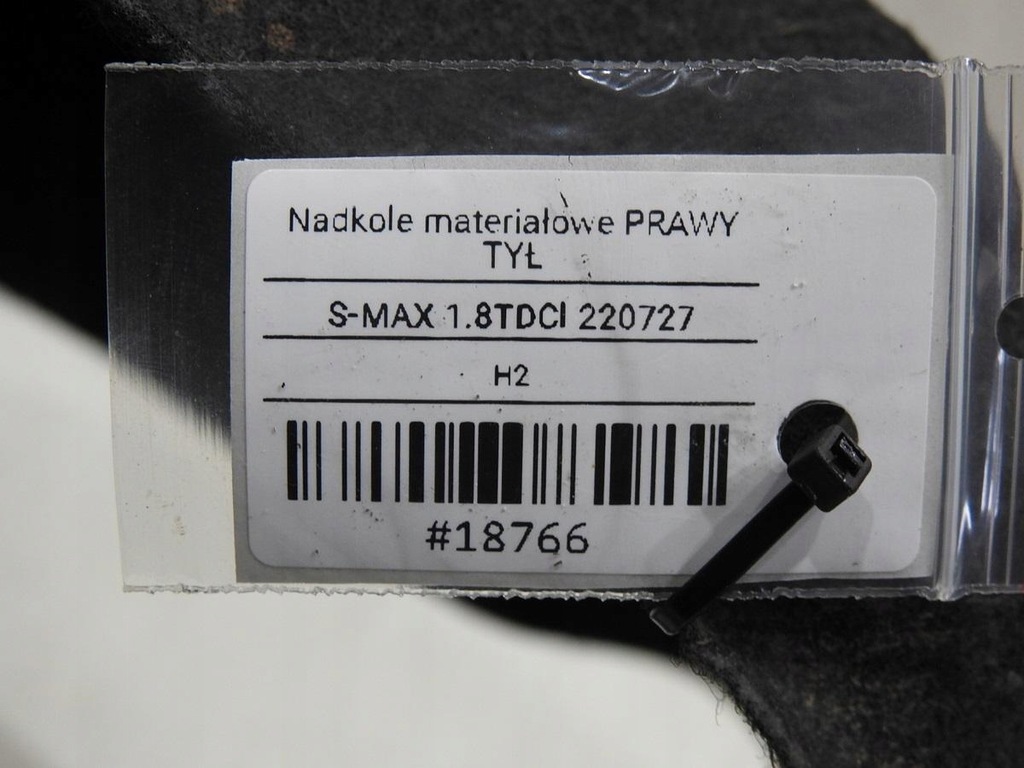 Nadkole materiałowe PRAWY
TYŁ
S-MAX 1.8TDCI 220727
H2
#18766